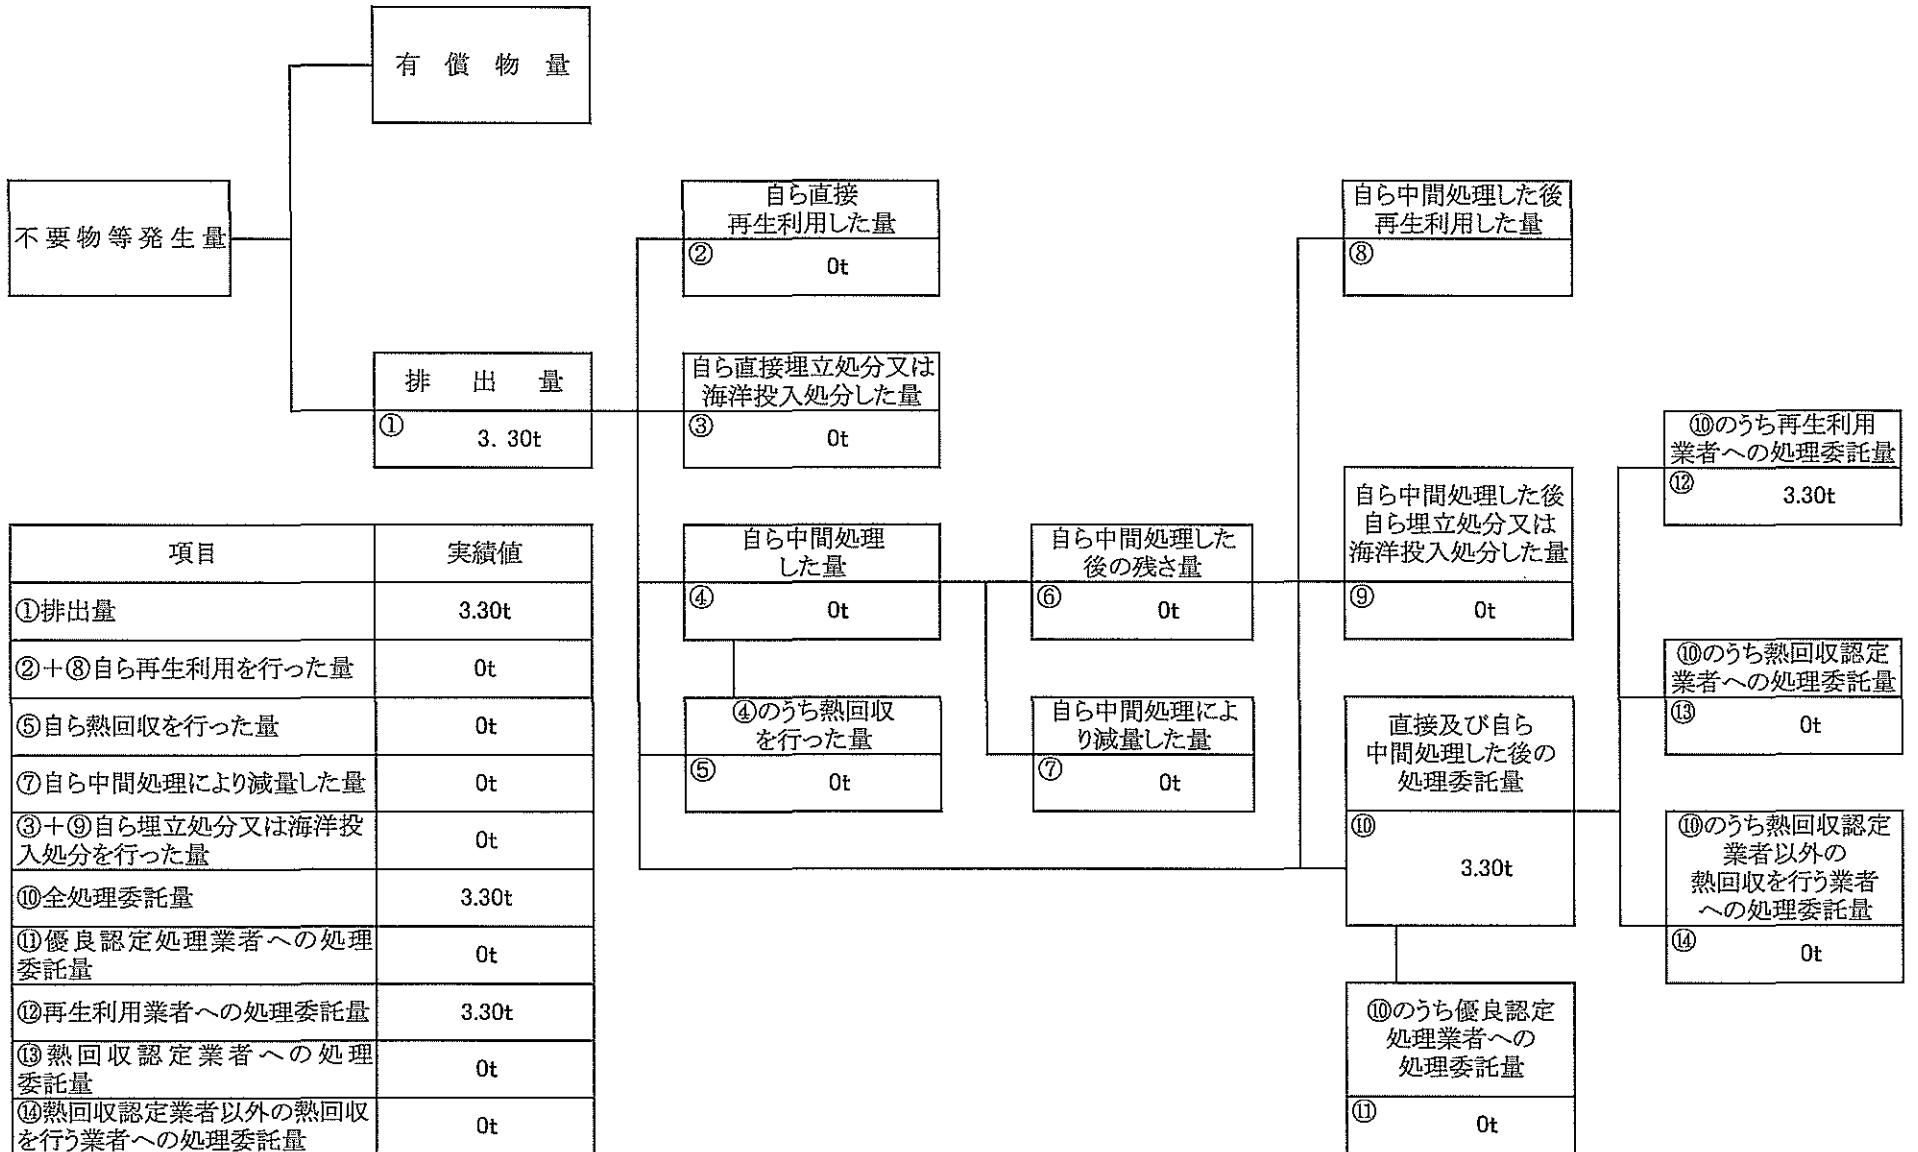 有 償 物 量
不要物等発生量
自ら直接
再生利用した量
② 0t
自ら中間処理した後
再生利用した量
⑧
排 出 量
① 3. 30t
自ら直接埋立処分又は
海洋投入処分した量
③ 0t
⑩のうち再生利用
業者への処理委託量
⑫ 3.30t
自ら中間処理
した量
④ 0t
自ら中間処理した
後の残さ量
⑥ 0t
自ら中間処理した後
自ら埋立処分又は
海洋投入処分した量
⑨ 0t
⑩のうち熱回収認定
業者への処理委託量
⑬ 0t
④のうち熱回収
を行った量
⑤ 0t
自ら中間処理によ
り減量した量
⑦ 0t
直接及び自ら
中間処理した後の
処理委託量
⑩ 3.30t
⑩のうち熱回収認定
業者以外の
熱回収を行う業者
への処理委託量
⑭ 0t
⑩のうち優良認定
処理業者への
処理委託量
⑪ 0t
項目 実績値
①排出量 3.30t
②+⑧自ら再生利用を行った量 0t
⑤自ら熱回収を行った量 0t
⑦自ら中間処理により減量した量 0t
③+⑨自ら埋立処分又は海洋投
入処分を行った量 0t
⑩全処理委託量 3.30t
⑪優良認定処理業者への処理
委託量 0t
⑫再生利用業者への処理委託量 3.30t
⑬熱回収認定業者への処理
委託量 0t
⑭熱回収認定業者以外の熱回収
を行う業者への処理委託量 0t